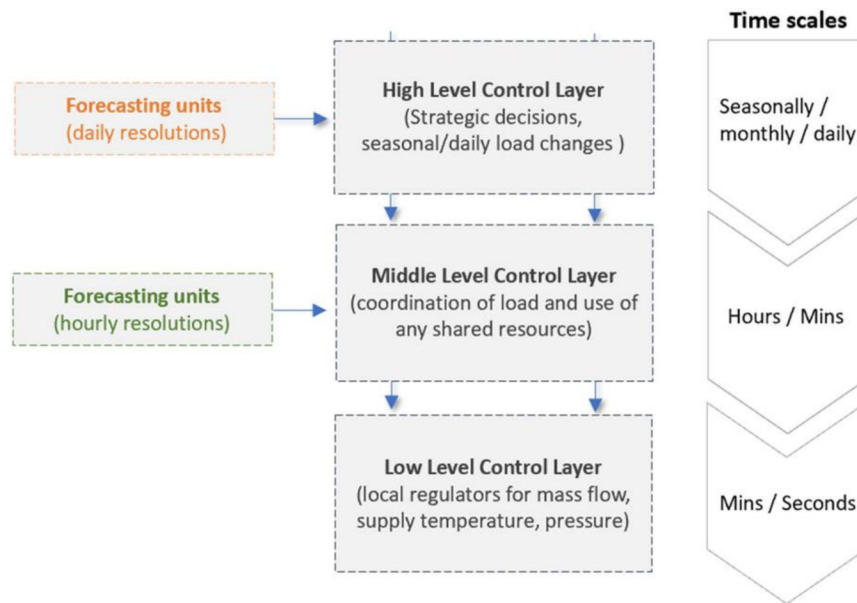 Time scales
Forecasting units
(daily resolutions)
High Level Control Layer
(Strategic decisions,
seasonal/daily load changes )
Seasonally /
monthly / daily
Forecasting units
(hourly resolutions)
Middle Level Control Layer
(coordination of load and use of
any shared resources)
Hours / Mins
Low Level Control Layer
(local regulators for mass flow,
supply temperature, pressure)
Mins / Seconds